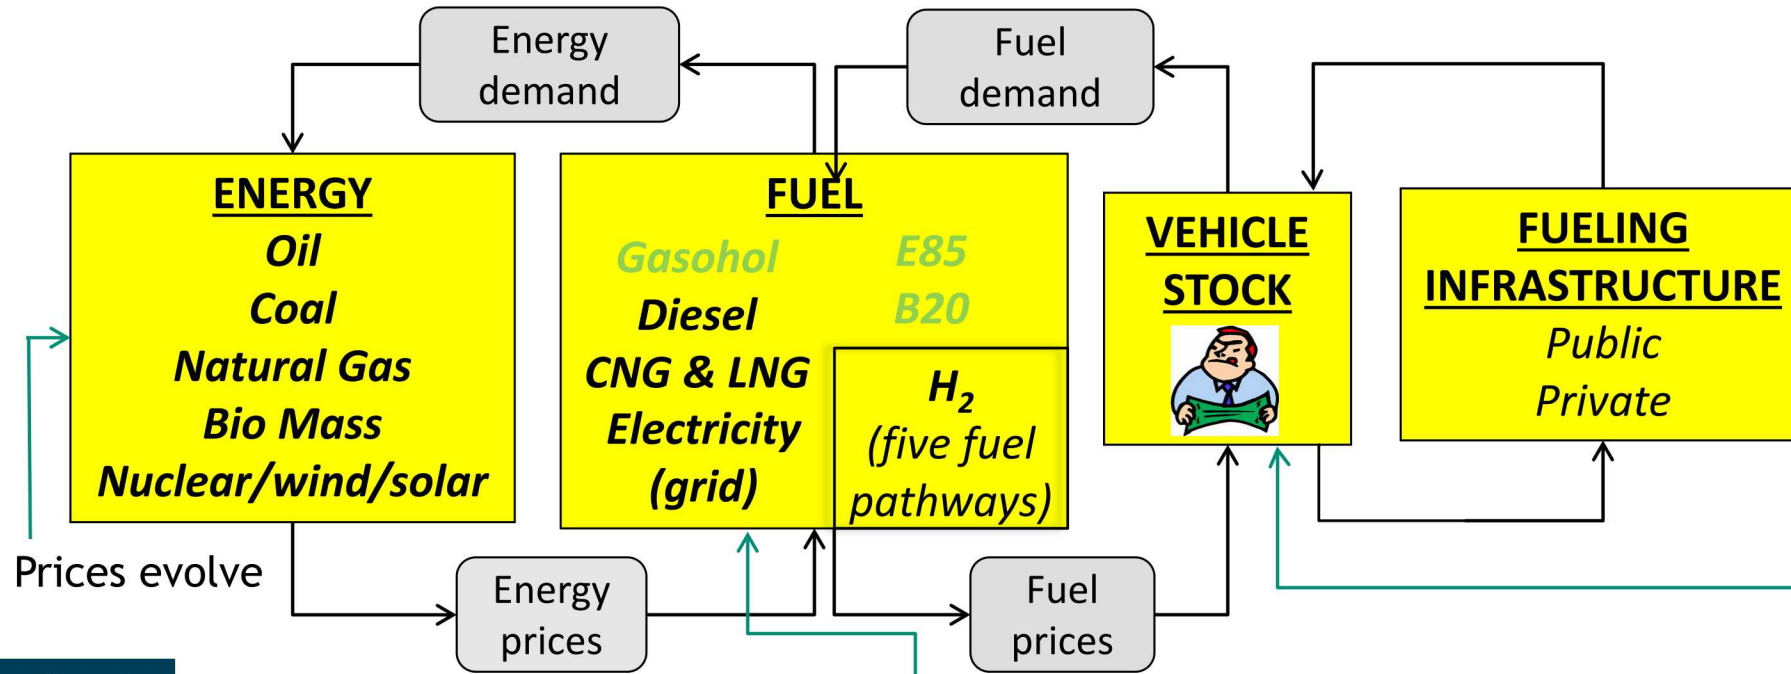 Energy
demand
Fuel
demand
ENERGY
Oil
Coal
Natural Gas
Bio Mass
Nuclear/wind/solar
FUEL
Gasohol
Diesel
CNG & LNG
Electricity
(grid)
E85
B20
H₂
(five fuel
pathways)
VEHICLE
STOCK
FUELING
INFRASTRUCTURE
Public
Private
Prices evolve
Energy
prices
Fuel
prices